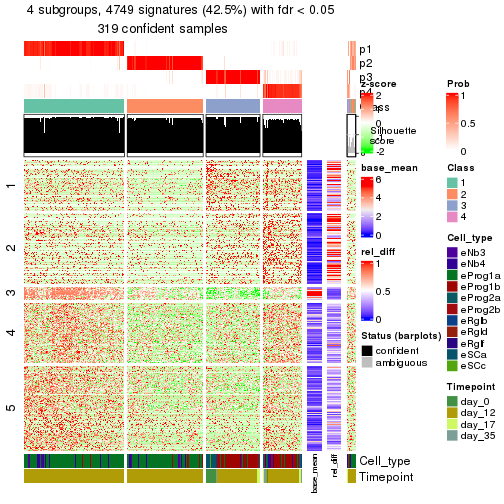 4 subgroups, 4749 signatures (42.5%) with fdr < 0.05
319 confident samples
p1
p2
p3
p4
Class
Silhouette
score
1
2
3
4
5
base_mean
rel_diff
Cell_type
Timepoint
z-score
2
0
-2
base_mean
6
4
2
0
rel_diff
1
0.5
0
Status (barplots)
confident
ambiguous
Prob
1
0.5
0
Class
1
2
3
4
Cell_type
eNb3
eNb4
eProg1a
eProg1b
eProg2a
eProg2b
eRglb
eRgld
eRglf
eSCa
eSCc
Timepoint
day_0
day_12
day_17
day_35